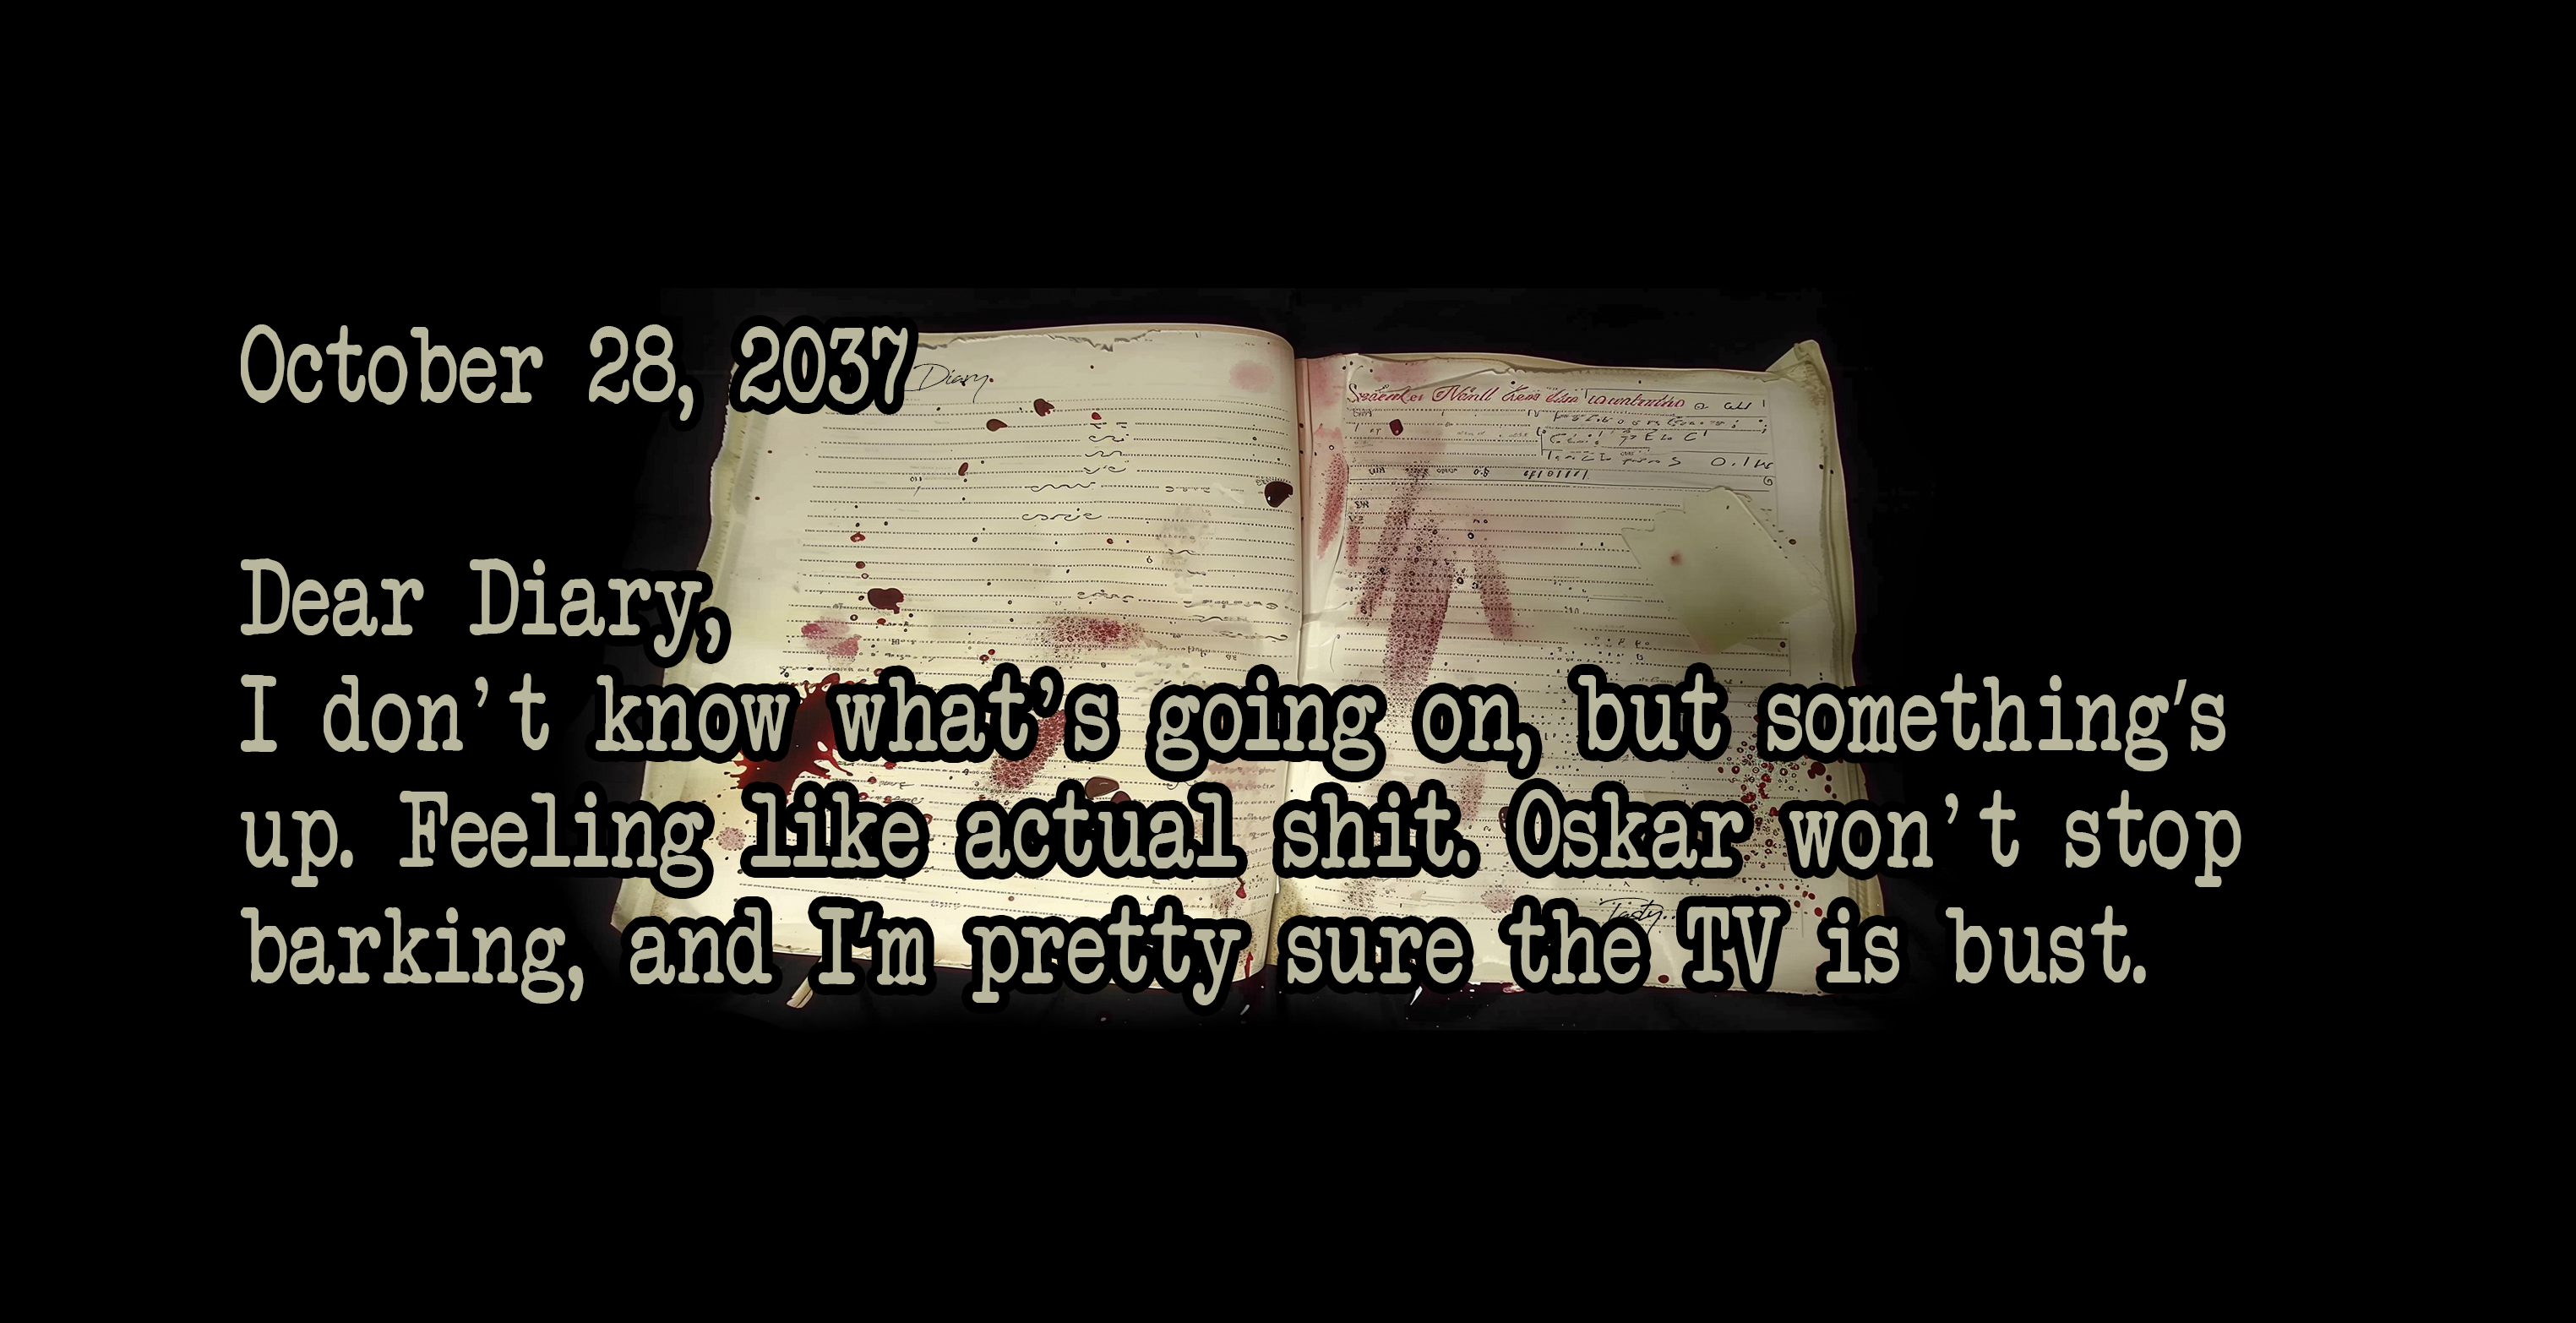 October 28, 2037
Diary.
Dear Diary,
I don’t know what’s going on, but something's
up. Feeling like actual shit. Oskar won’t stop
barking, and I'm pretty sure the TV is bust.